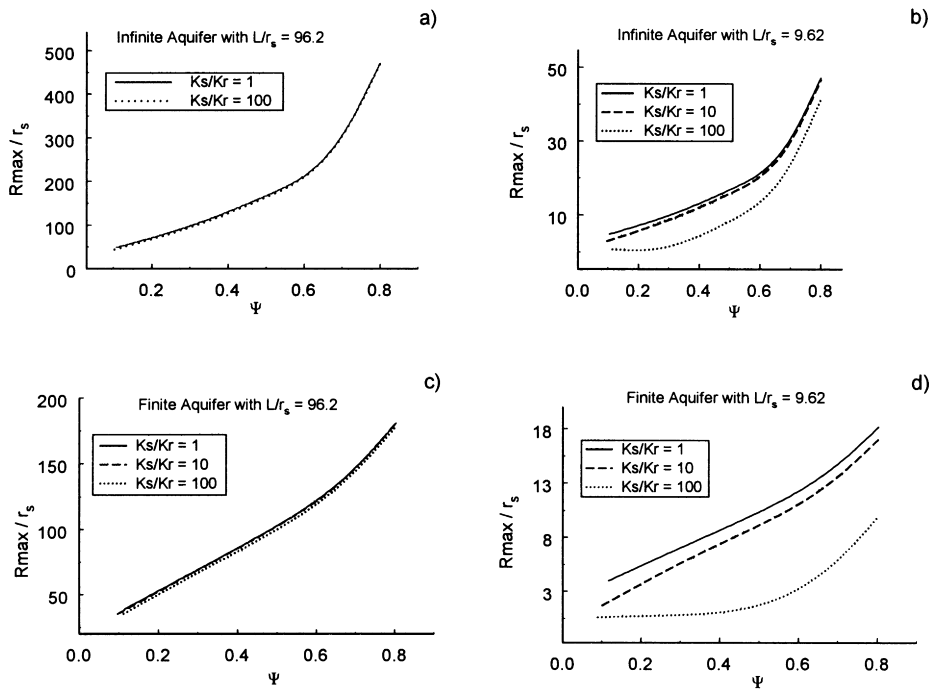 a)
Infinite Aquifer with L/rs = 96.2
Ks/Kr = 1
Ks/Kr = 100
Rmax / rs
500
400
300
200
100
0
0.2
0.4
0.6
0.8
Ψ
b)
Infinite Aquifer with L/rs = 9.62
Ks/Kr = 1
Ks/Kr = 10
Ks/Kr = 100
Rmax / rs
50
30
10
0.0
0.2
0.4
0.6
0.8
Ψ
c)
Finite Aquifer with L/rs = 96.2
Ks/Kr = 1
Ks/Kr = 10
Ks/Kr = 100
Rmax / rs
200
150
100
50
0.0
0.2
0.4
0.6
0.8
Ψ
d)
Finite Aquifer with L/rs = 9.62
Ks/Kr = 1
Ks/Kr = 10
Ks/Kr = 100
Rmax / rs
18
13
8
3
0.0
0.2
0.4
0.6
0.8
Ψ